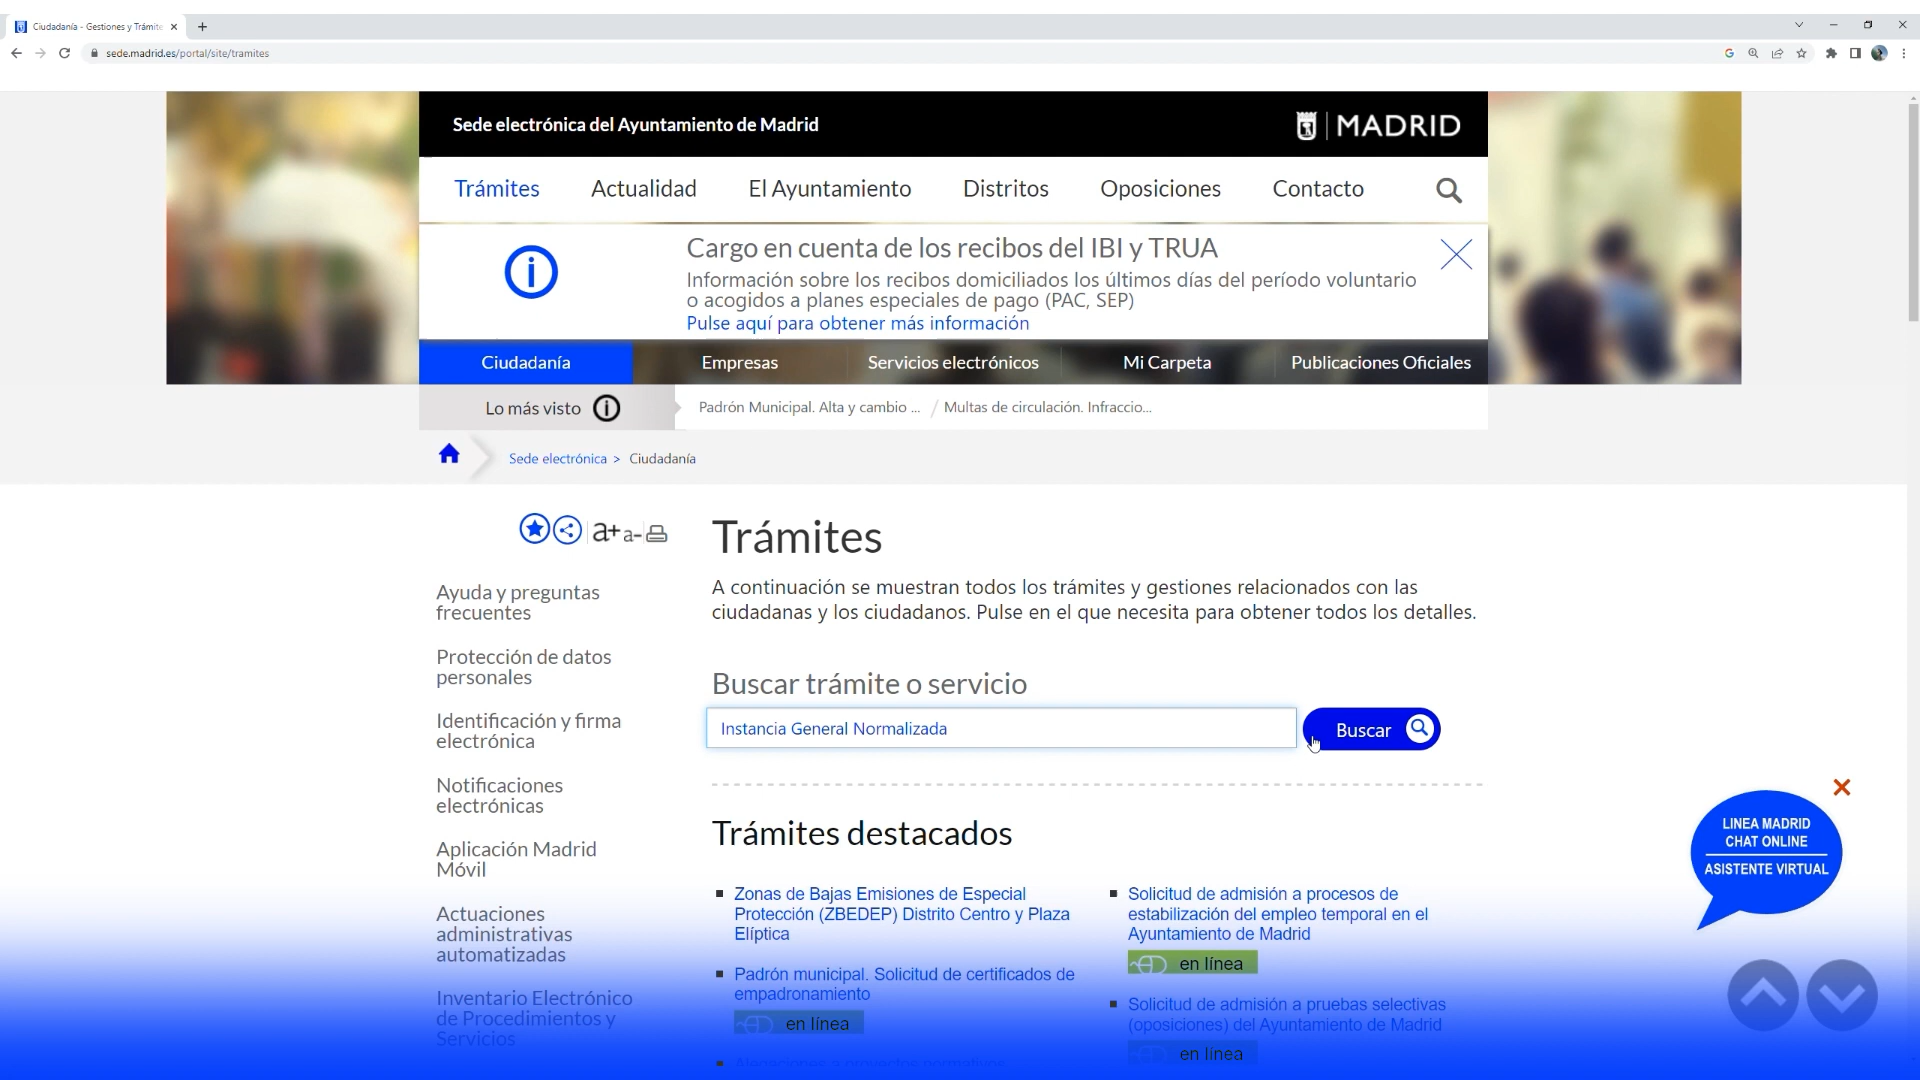 Ciudadanía - Gestiones y Trámite
sede.madrid.es/portal/site/tramites
Sede electrónica del Ayuntamiento de Madrid
MADRID
Trámites
Actualidad
El Ayuntamiento
Distritos
Oposiciones
Contacto
Cargo en cuenta de los recibos del IBI y TRUA
Información sobre los recibos domiciliados los últimos días del período voluntario
o acogidos a planes especiales de pago (PAC, SEP)
Pulse aquí para obtener más información
Ciudadanía
Empresas
Servicios electrónicos
Mi Carpeta
Publicaciones Oficiales
Lo más visto
Padrón Municipal. Alta y cambio ... / Multas de circulación. Infraccio...
Sede electrónica > Ciudadanía
a+ a-
Ayuda y preguntas
frecuentes
Protección de datos
personales
Identificación y firma
electrónica
Notificaciones
electrónicas
Aplicación Madrid
Móvil
Actuaciones
administrativas
automatizadas
Inventario Electrónico
de Procedimientos y
Servicios
Trámites
A continuación se muestran todos los trámites y gestiones relacionados con las
ciudadanas y los ciudadanos. Pulse en el que necesita para obtener todos los detalles.
Buscar trámite o servicio
Instancia General Normalizada
Buscar
Trámites destacados
Zonas de Bajas Emisiones de Especial
Protección (ZBEDEP) Distrito Centro y Plaza
Elíptica
Padrón municipal. Solicitud de certificados de
empadronamiento
en línea
Alegaciones a proyectos normativos
Solicitud de admisión a procesos de
estabilización del empleo temporal en el
Ayuntamiento de Madrid
en línea
Solicitud de admisión a pruebas selectivas
(oposiciones) del Ayuntamiento de Madrid
en línea
LINEA MADRID
CHAT ONLINE
ASISTENTE VIRTUAL